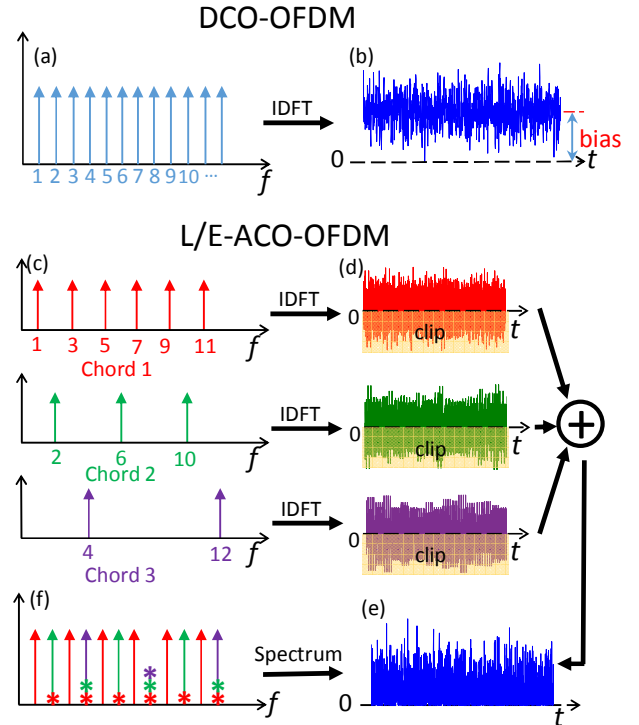 DCO-OFDM
(a)
(b)
IDFT
bias
0
t
1 2 3 4 5 6 7 8 9 10 ...
f
L/E-ACO-OFDM
(c)
(d)
IDFT
0
clip
t
1 3 5 7 9 11
f
Chord 1
IDFT
0
clip
t
2 6 10
f
Chord 2
IDFT
0
clip
t
4 12
f
Chord 3
(f)
(e)
Spectrum
f
0
t